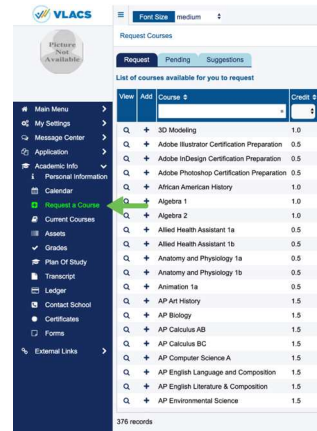 VLACS
Picture
Not
Available
Main Menu
My Settings
Message Center
Application
Academic Info
Personal Information
Calendar
Request a Course
Current Courses
Assets
Grades
Plan Of Study
Transcript
Ledger
Contact School
Certificates
Forms
External Links
Font Size medium
Request Courses
Request Pending Suggestions
List of courses available for you to request
View Add Course Credit
3D Modeling 1.0
Adobe Illustrator Certification Preparation 0.5
Adobe InDesign Certification Preparation 0.5
Adobe Photoshop Certification Preparation 0.5
African American History 1.0
Algebra 1 1.0
Algebra 2 1.0
Allied Health Assistant 1a 0.5
Allied Health Assistant 1b 0.5
Anatomy and Physiology 1a 0.5
Anatomy and Physiology 1b 0.5
Animation 1a 0.5
AP Art History 1.5
AP Biology 1.5
AP Calculus AB 1.5
AP Calculus BC 1.5
AP Computer Science A 1.5
AP English Language and Composition 1.5
AP English Literature & Composition 1.5
AP Environmental Science 1.5
376 records